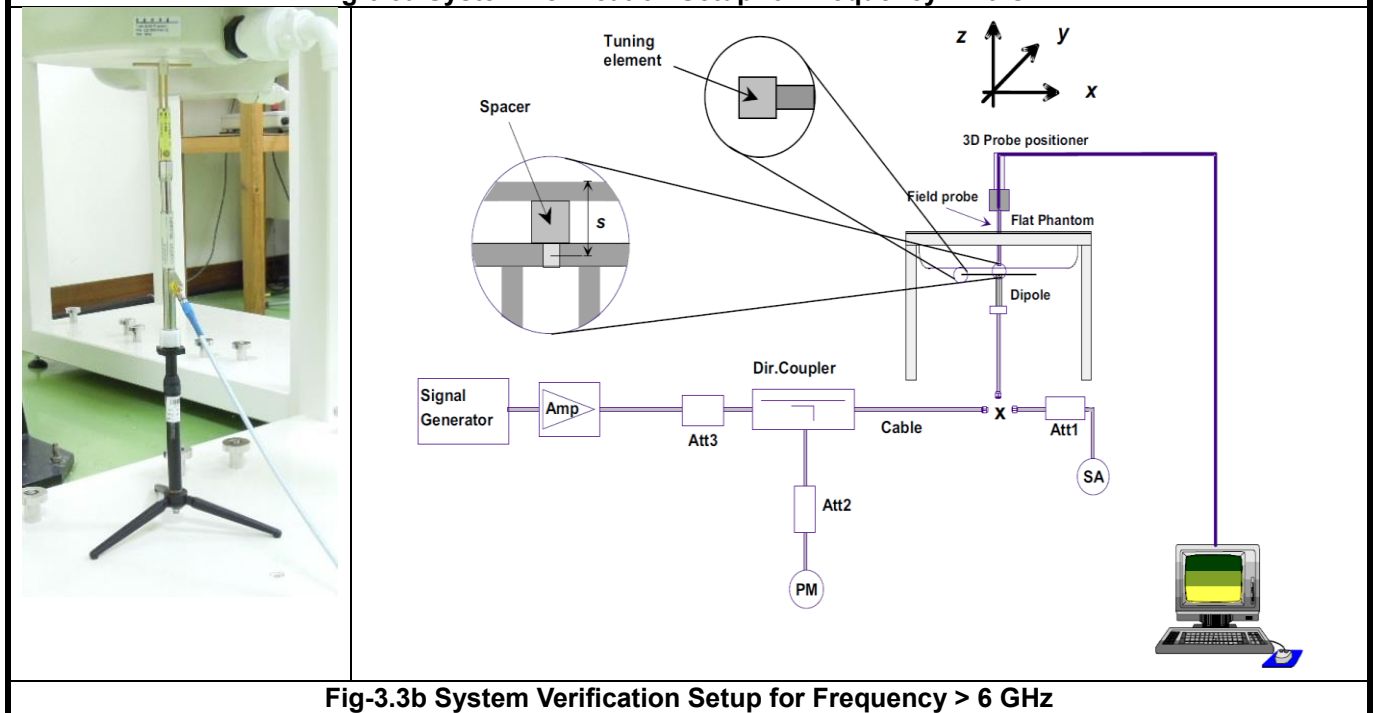 Tuning
element
z
y
x
Spacer
s
3D Probe positioner
Field probe
Flat Phantom
Dipole
Dir.Coupler
Signal
Generator
Amp
Att3
Cable
x
Att1
SA
Att2
PM
Fig-3.3b System Verification Setup for Frequency > 6 GHz